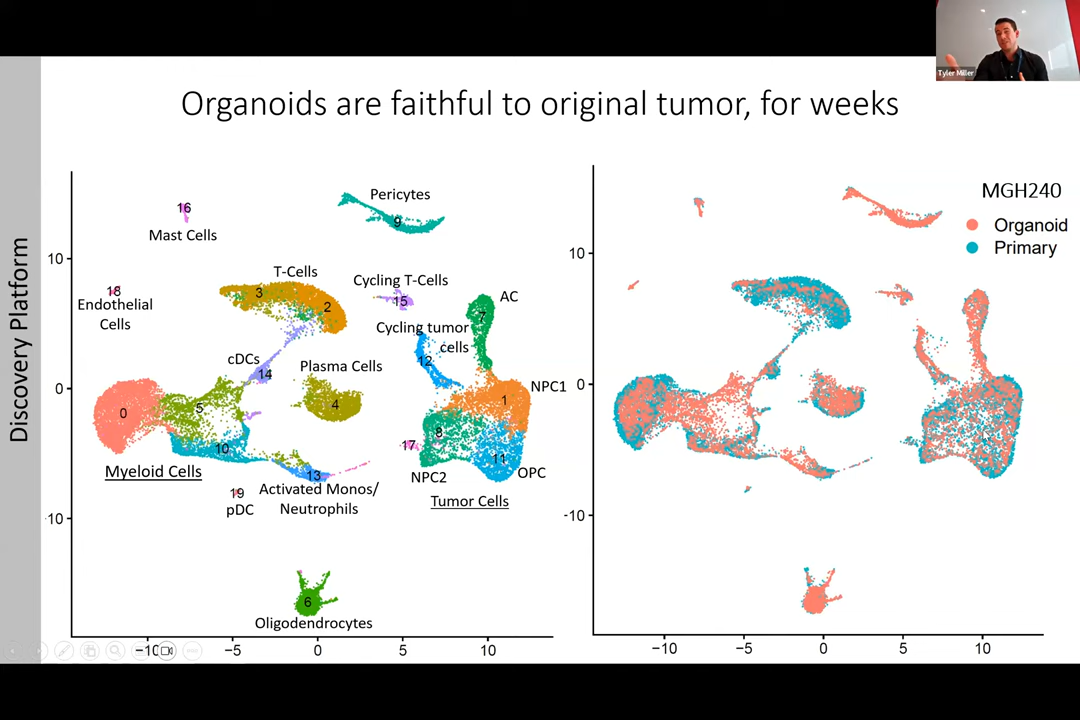 Tyler Miller
Organoids are faithful to original tumor, for weeks
Discovery Platform
10
0
-10
−10
−5
0
5
10
16
Mast Cells
18
Endothelial
Cells
Pericytes
9
T-Cells
3
2
Cycling T-Cells
15
AC
7
Cycling tumor
cells
12
cDCs
14
Plasma Cells
4
NPC1
1
0
5
10
8
17
11
OPC
NPC2
Myeloid Cells
Tumor Cells
13
Activated Monos/
Neutrophils
19
pDC
6
Oligodendrocytes
MGH240
Organoid
Primary
10
0
-10
−10
−5
0
5
10